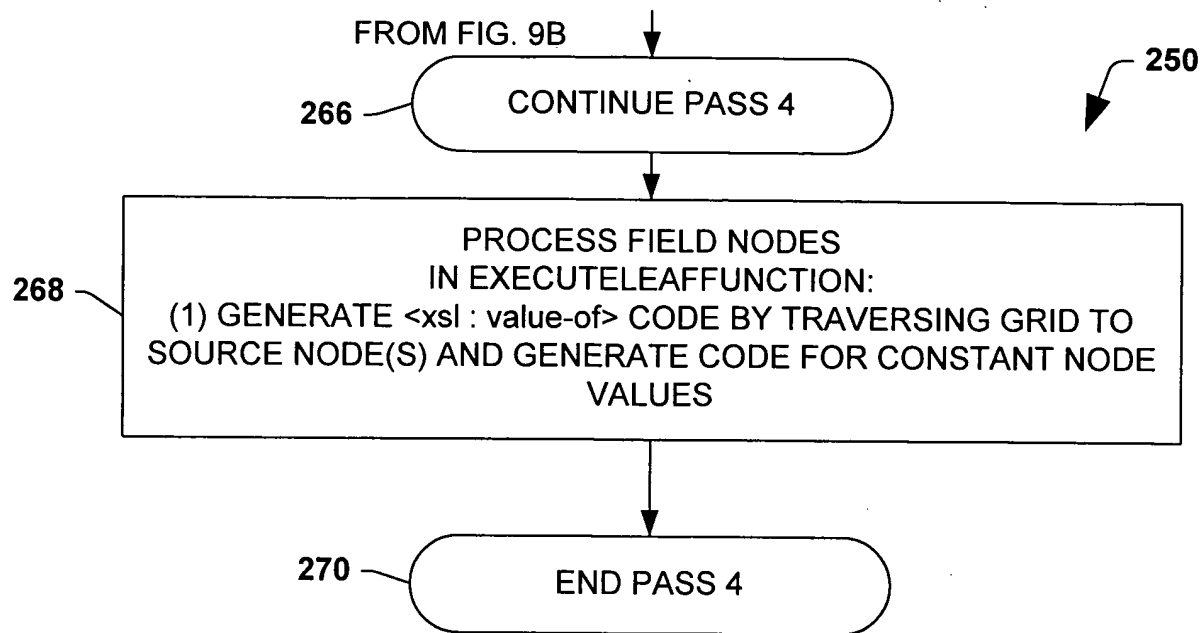 FROM FIG. 9B
250
266
CONTINUE PASS 4
268
PROCESS FIELD NODES
IN EXECUTELEAFFUNCTION:
(1) GENERATE <xsl : value-of> CODE BY TRAVERSING GRID TO
SOURCE NODE(S) AND GENERATE CODE FOR CONSTANT NODE
VALUES
270
END PASS 4